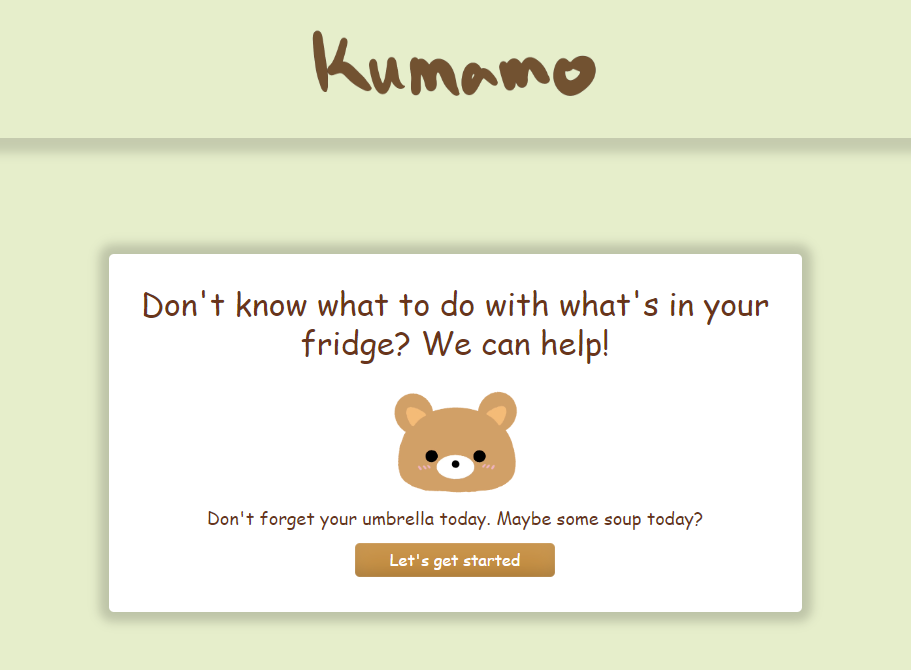 Kumamo
Don't know what to do with what's in your
fridge? We can help!
Don't forget your umbrella today. Maybe some soup today?
Let's get started